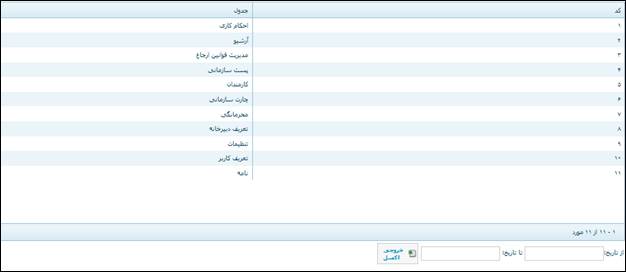 کد جدول
۱ احکام کاری
۲ آرشیو
۳ مدیریت قوانین ارجاع
۴ پست سازمانی
۵ کارمندان
۶ چارت سازمانی
۷ محرمانگی
۸ تعریف دبیرخانه
۹ تنظیمات
۱۰ تعریف کاربر
۱۱ نامه
۱ - ۱۱ از ۱۱ مورد
از تاریخ: تا تاریخ: خروجی
اکسل